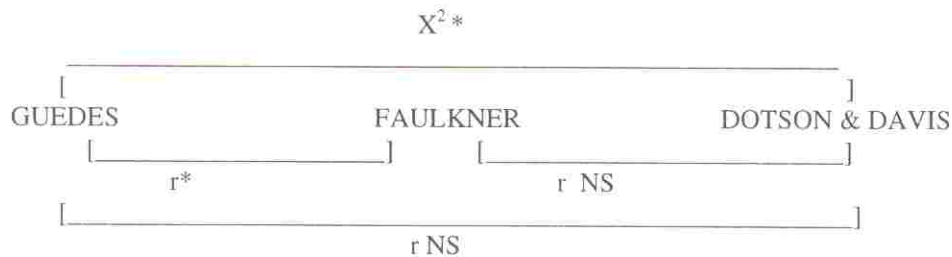 X² *
[ ]
GUEDES FAULKNER DOTSON & DAVIS
[ ] [ ]
r* r NS
[ ]
r NS